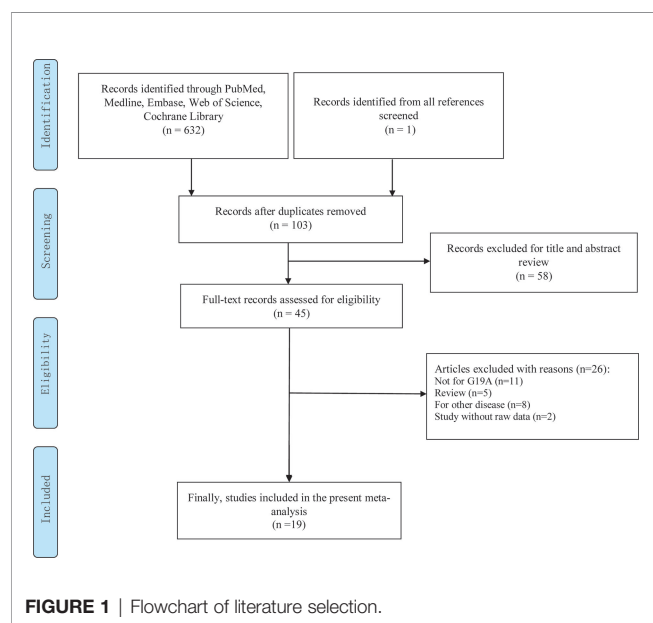 Identification
Records identified through PubMed,
Medline, Embase, Web of Science,
Cochrane Library
(n = 632)
Records identified from all references
screened
(n = 1)
Screening
Records after duplicates removed
(n = 103)
Records excluded for title and abstract
review
(n = 58)
Full-text records assessed for eligibility
(n = 45)
Eligibility
Articles excluded with reasons (n=26):
Not for G19A (n=11)
Review (n=5)
For other disease (n=8)
Study without raw data (n=2)
Included
Finally, studies included in the present meta-
analysis
(n =19)
FIGURE 1 | Flowchart of literature selection.